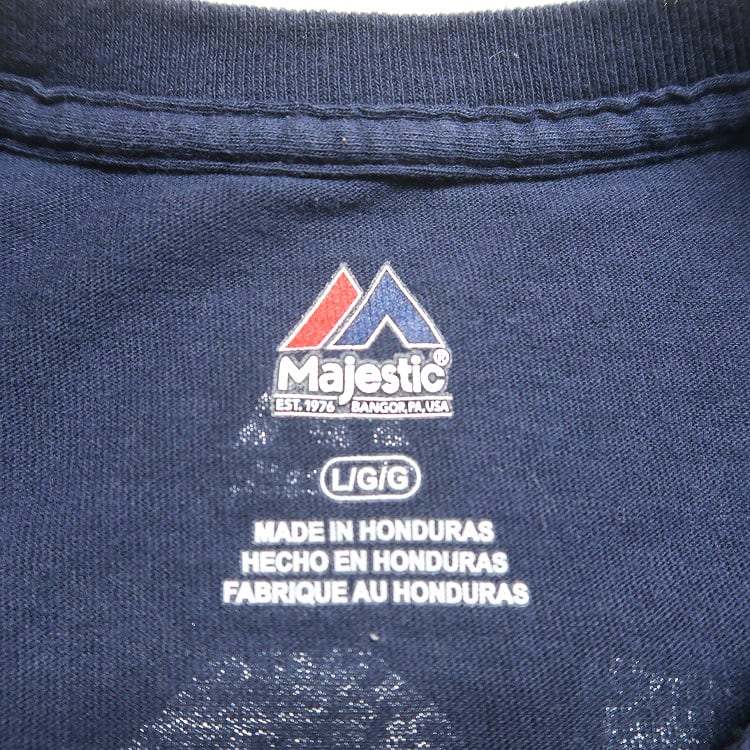 Majestic®
EST. 1976 BANGOR, PA, USA
L/G/G
MADE IN HONDURAS
HECHO EN HONDURAS
FABRIQUE AU HONDURAS